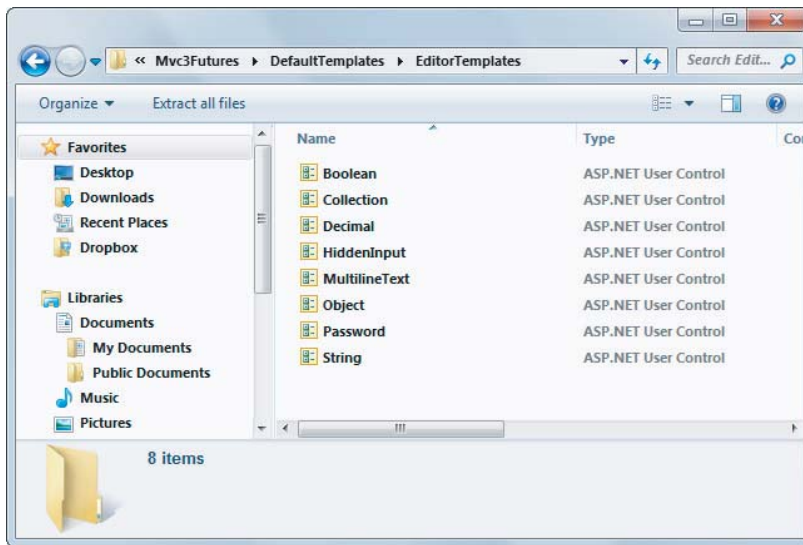 « Mvc3Futures ▸ DefaultTemplates ▸ EditorTemplates
Search Edit...
Organize ▾ Extract all files
Favorites
Desktop
Downloads
Recent Places
Dropbox
Libraries
Documents
My Documents
Public Documents
Music
Pictures
Name Type
Boolean ASP.NET User Control
Collection ASP.NET User Control
Decimal ASP.NET User Control
HiddenInput ASP.NET User Control
MultilineText ASP.NET User Control
Object ASP.NET User Control
Password ASP.NET User Control
String ASP.NET User Control
8 items